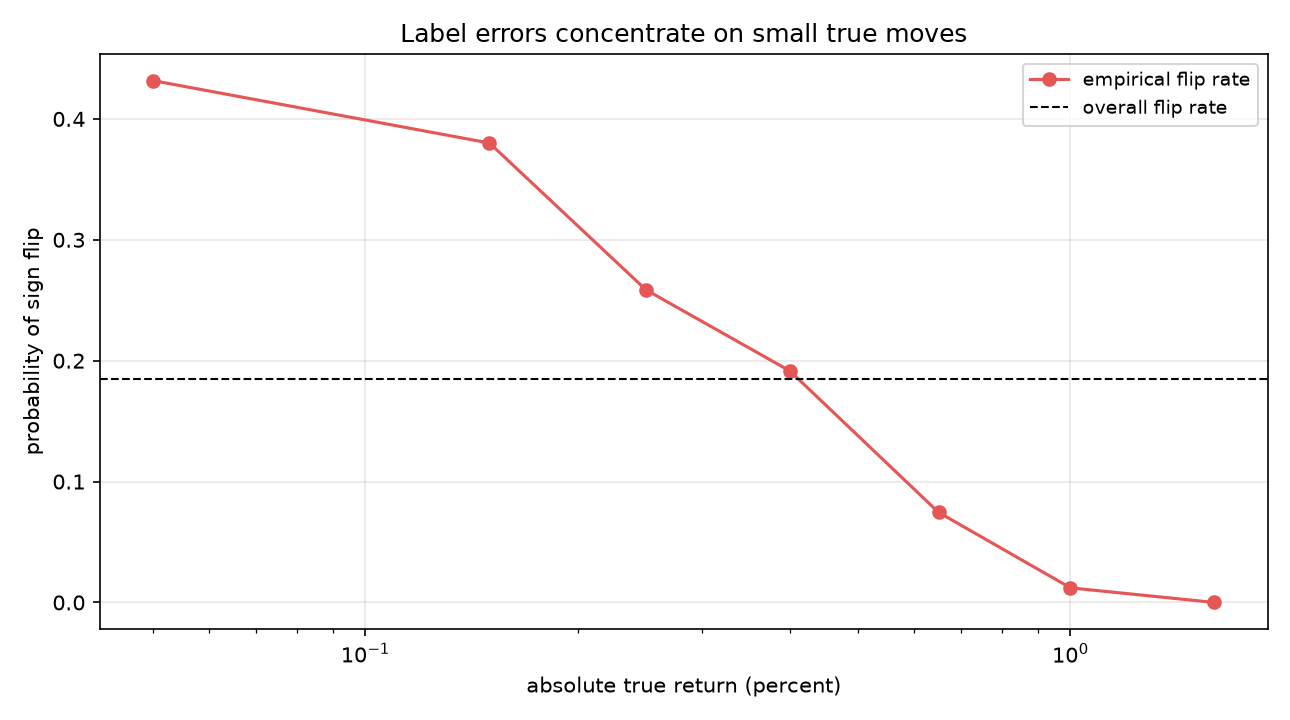 Label errors concentrate on small true moves
empirical flip rate
overall flip rate
probability of sign flip
0.4
0.3
0.2
0.1
0.0
10⁻¹
10⁰
absolute true return (percent)